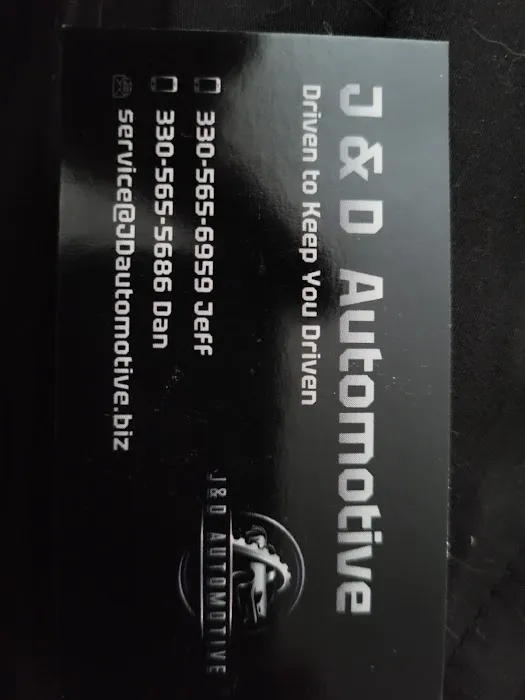 J & D Automotive
Driven to Keep You Driven
330-565-6959 Jeff
330-565-5686 Dan
service@JDautomotive.biz
J&D AUTOMOTIVE